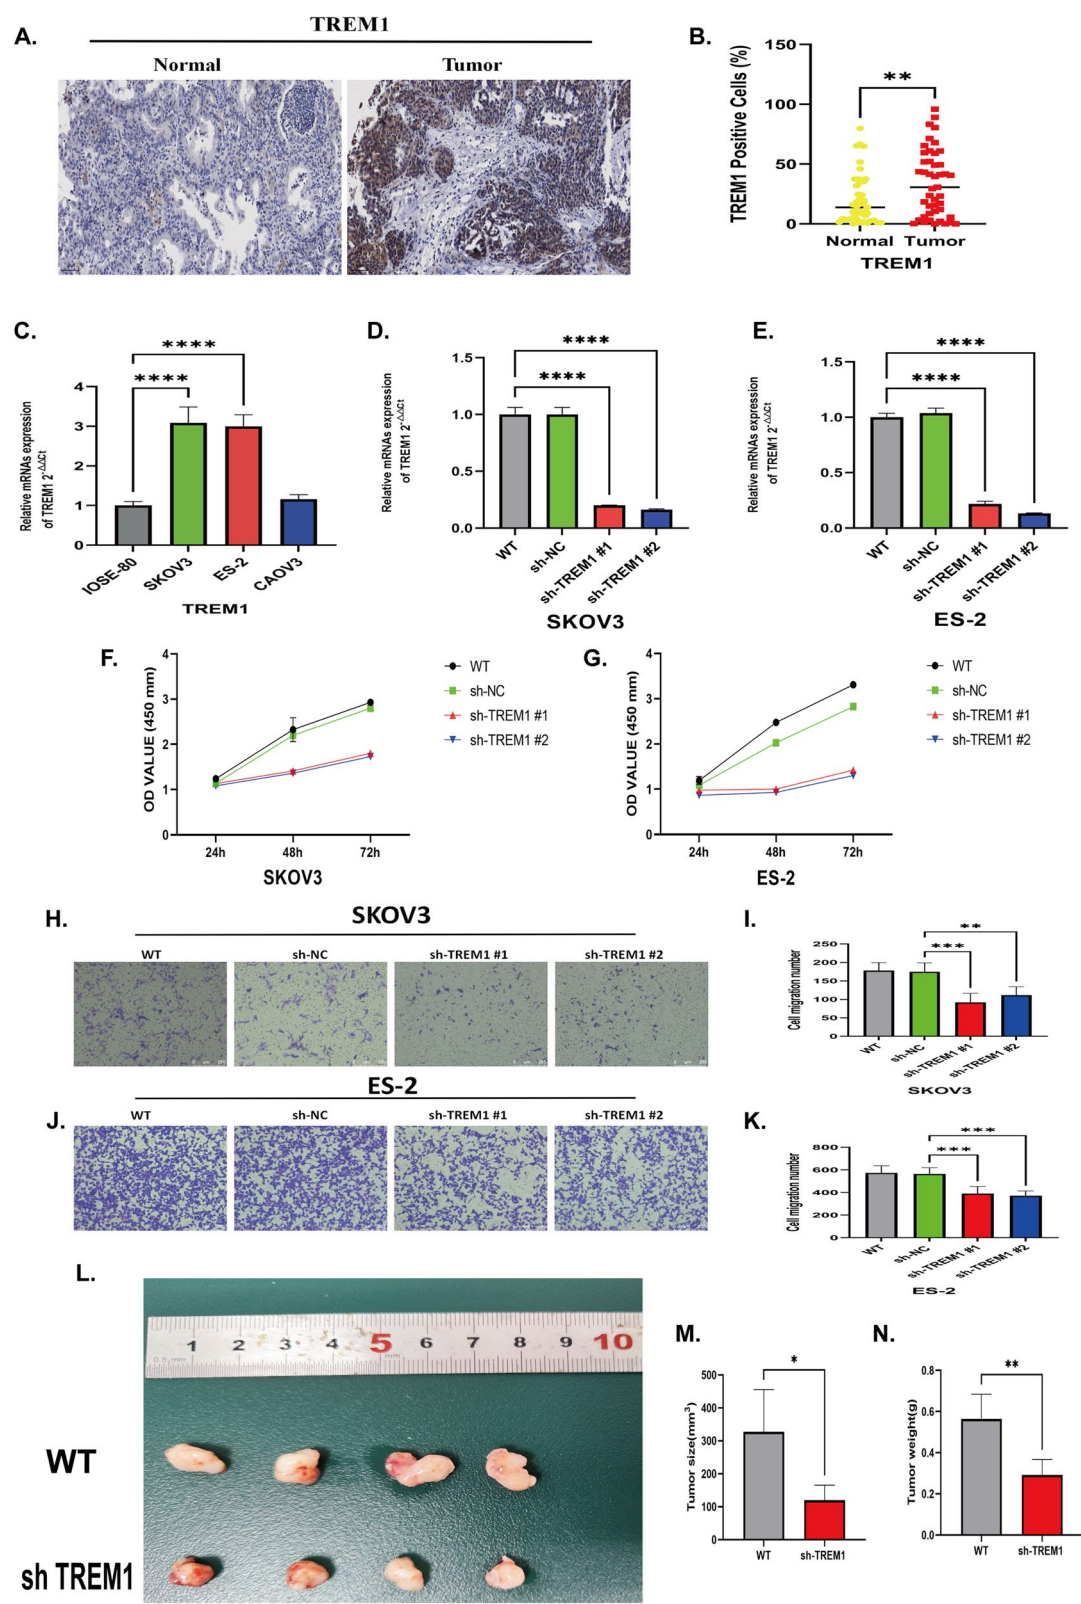 A.
TREM1
Normal
Tumor
B.
TREM1 Positive Cells (%)
150
100
50
0
**
Normal Tumor
TREM1
C.
Relative mRNAs expression
of TREM1 2-ΔΔCt
4
3
2
1
0
****
****
IOSE-80
SKOV3
ES-2
CAOV3
TREM1
D.
Relative mRNAs expression
of TREM1 2-ΔΔCt
1.5
1.0
0.5
0.0
****
****
WT
sh-NC
sh-TREM1 #1
sh-TREM1 #2
SKOV3
E.
Relative mRNAs expression
of TREM1 2-ΔΔCt
1.5
1.0
0.5
0.0
****
****
WT
sh-NC
sh-TREM1 #1
sh-TREM1 #2
ES-2
F.
OD VALUE (450 mm)
4
3
2
1
0
24h
48h
72h
SKOV3
WT
sh-NC
sh-TREM1 #1
sh-TREM1 #2
G.
OD VALUE (450 mm)
4
3
2
1
0
24h
48h
72h
ES-2
WT
sh-NC
sh-TREM1 #1
sh-TREM1 #2
H.
SKOV3
WT
sh-NC
sh-TREM1 #1
sh-TREM1 #2
I.
Cell migration number
250
200
150
100
50
0
**
***
WT
sh-NC
sh-TREM1 #1
sh-TREM1 #2
SKOV3
ES-2
J.
WT
sh-NC
sh-TREM1 #1
sh-TREM1 #2
K.
Cell migration number
800
600
400
200
0
***
***
WT
sh-NC
sh-TREM1 #1
sh-TREM1 #2
ES-2
L.
1 2 3 4 5 6 7 8 9 10
0.5 mm
mm
WT
sh TREM1
M.
Tumor size(mm3)
500
400
300
200
100
0
*
WT
sh-TREM1
N.
Tumor weight(g)
0.8
0.6
0.4
0.2
0.0
**
WT
sh-TREM1